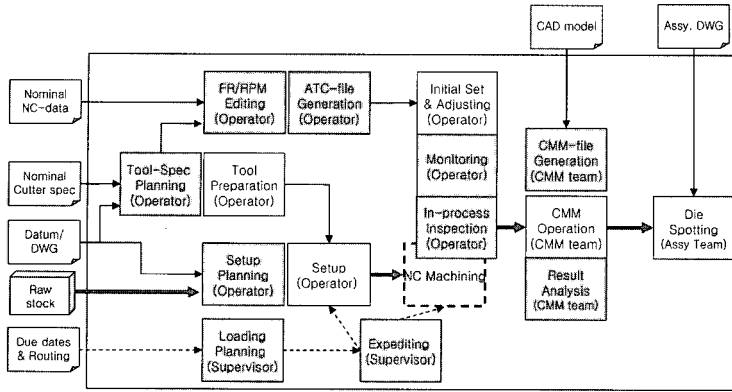 CAD model
Assy. DWG
Nominal
NC-data
FR/RPM
Editing
(Operator)
ATC-file
Generation
(Operator)
Initial Set
& Adjusting
(Operator)
Nominal
Cutter spec
Tool-Spec
Planning
(Operator)
Tool
Preparation
(Operator)
Monitoring
(Operator)
CMM-file
Generation
(CMM team)
Datum/
DWG
In-process
Inspection
(Operator)
CMM
Operation
(CMM team)
Die
Spotting
(Assy Team)
Raw
stock
Setup
Planning
(Operator)
Setup
(Operator)
NC Machining
Result
Analysis
(CMM team)
Due dates
& Routing
Loading
Planning
(Supervisor)
Expediting
(Supervisor)